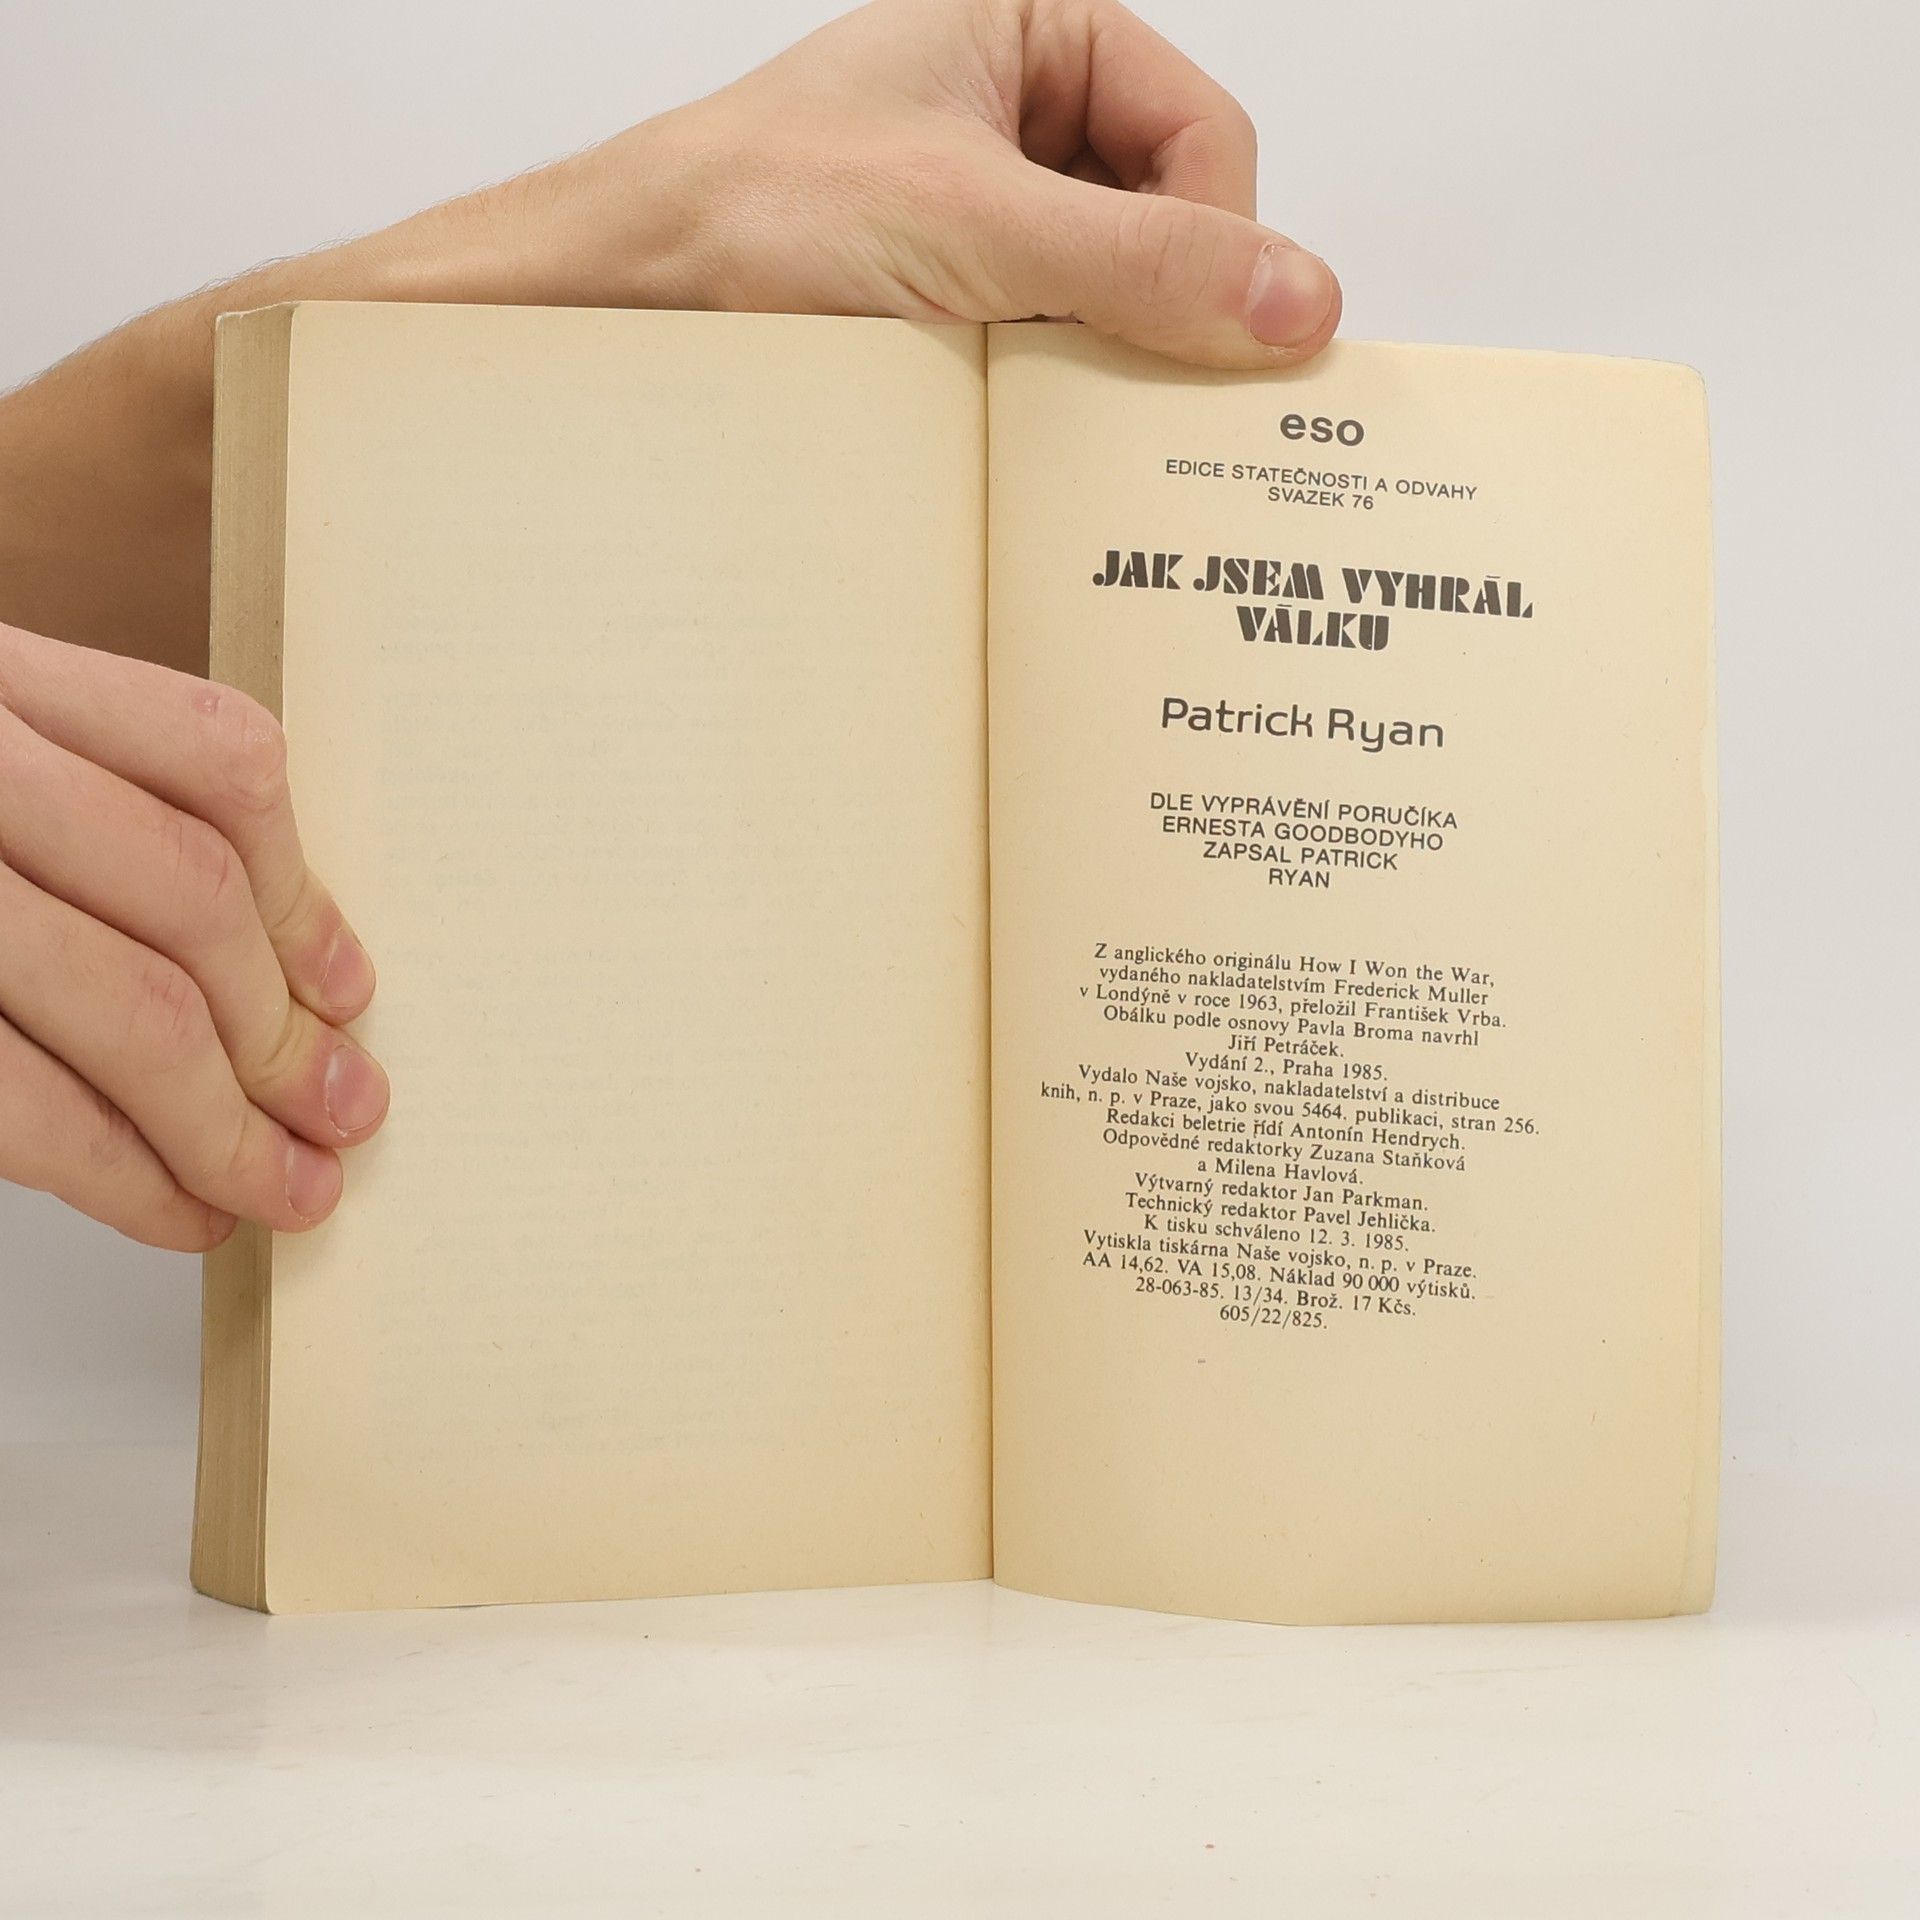 eso
EDICE STATEČNOSTI A ODVAHY
SVAZEK 76
JAK JSEM VYHRÁL
VÁLKU
Patrick Ryan
DLE VYPRÁVĚNÍ PORUČÍKA
ERNESTA GOODBODYHO
ZAPSAL PATRICK
RYAN
Z anglického originálu How I Won the War,
vydaného nakladatelstvím Frederick Muller
v Londýně v roce 1963, přeložil František Vrba.
Obálku podle osnovy Pavla Broma navrhl
Jiří Petráček.
Vydání 2., Praha 1985.
Vydalo Naše vojsko, nakladatelství a distribuce
knih, n. p. v Praze, jako svou 5464. publikaci, stran 256.
Redakci beletrie řídí Antonín Hendrych.
Odpovědné redaktorky Zuzana Staňková
a Milena Havlová.
Výtvarný redaktor Jan Parkman.
Technický redaktor Pavel Jehlička.
K tisku schváleno 12. 3. 1985.
Vytiskla tiskárna Naše vojsko, n. p. v Praze.
AA 14,62. VA 15,08. Náklad 90 000 výtisků.
28-063-85. 13/34. Brož. 17 Kčs.
605/22/825.